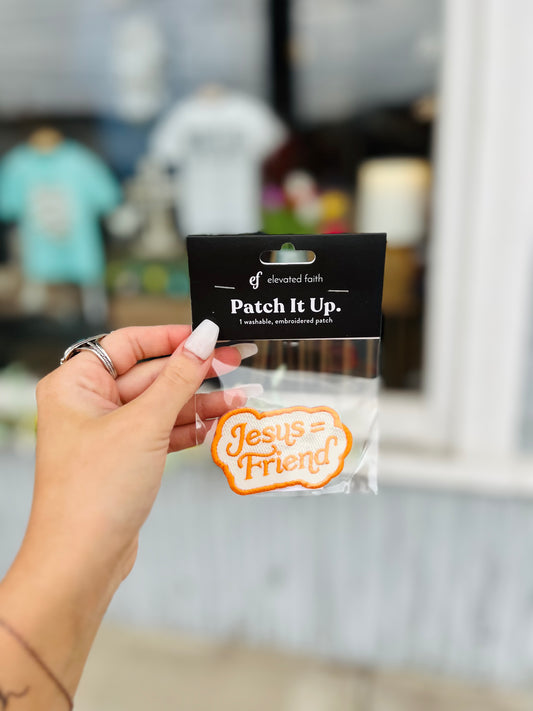 ef elevated faith
Patch It Up.
1 washable, embroidered patch
Jesus =
Friend